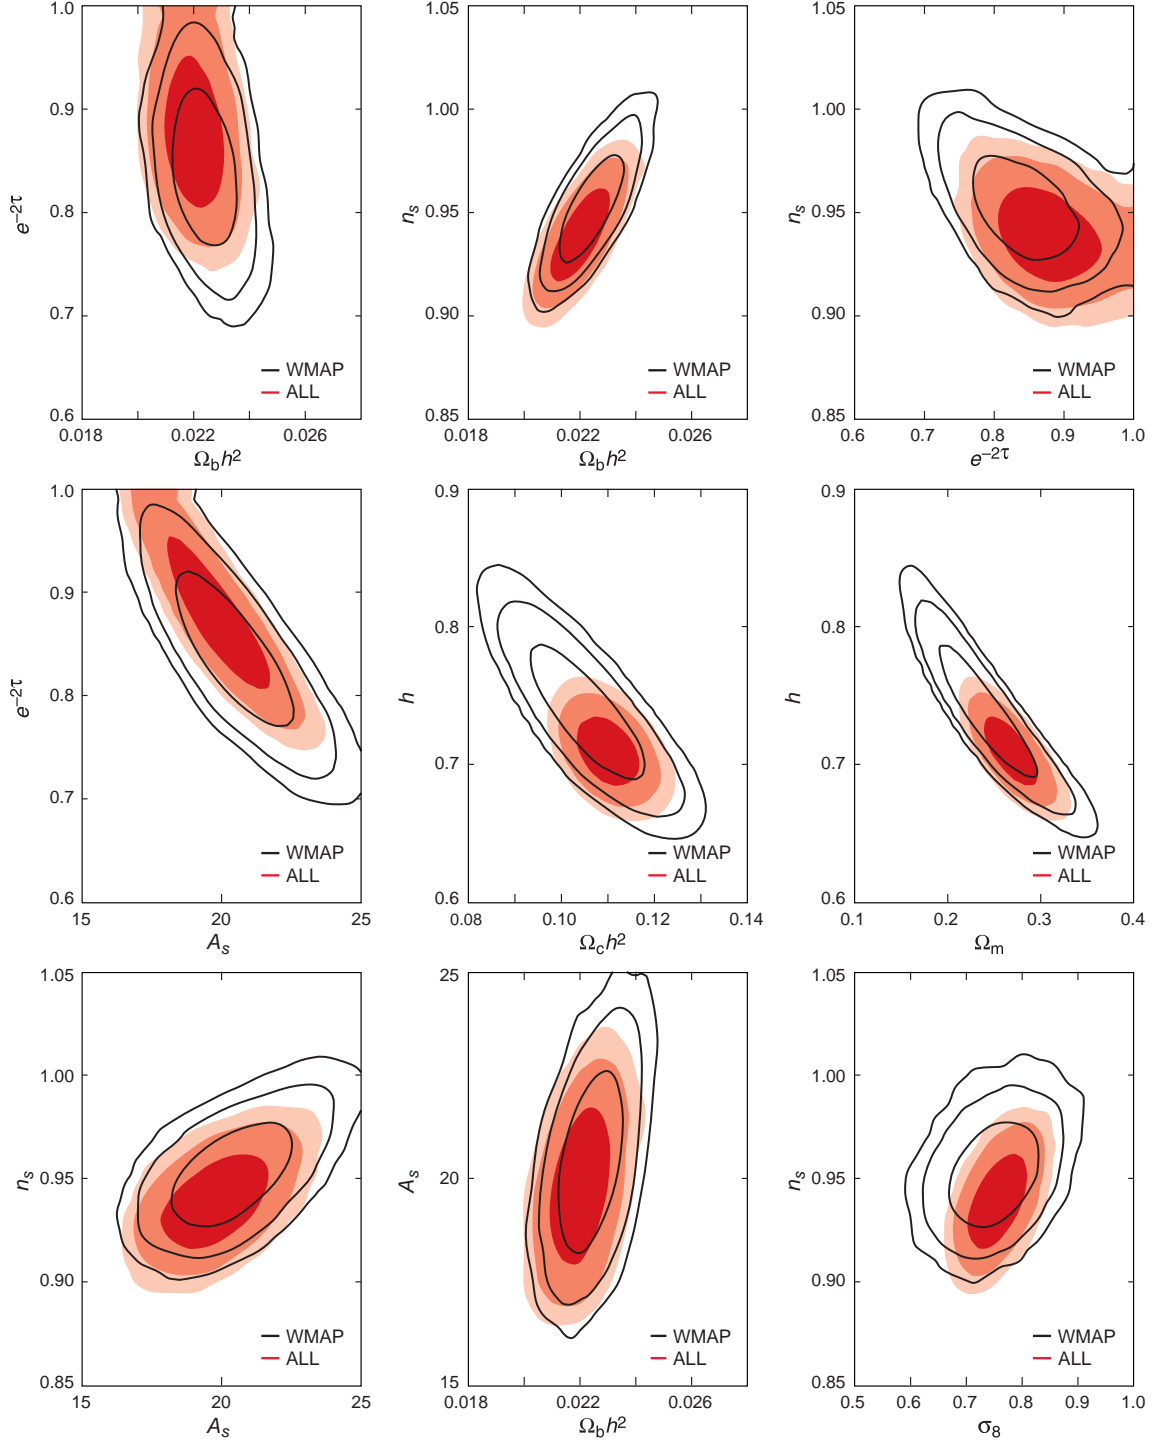 1.0
0.9
0.8
0.7
0.6
e⁻²τ
WMAP
ALL
0.018 0.022 0.026
Ω_b h²
1.05
1.00
0.95
0.90
0.85
n_s
WMAP
ALL
0.018 0.022 0.026
Ω_b h²
1.05
1.00
0.95
0.90
0.85
n_s
WMAP
ALL
0.6 0.7 0.8 0.9 1.0
e⁻²τ
1.0
0.9
0.8
0.7
0.6
e⁻²τ
WMAP
ALL
15 20 25
A_s
0.9
0.8
0.7
0.6
h
WMAP
ALL
0.08 0.10 0.12 0.14
Ω_c h²
0.9
0.8
0.7
0.6
h
WMAP
ALL
0.1 0.2 0.3 0.4
Ω_m
1.05
1.00
0.95
0.90
0.85
n_s
WMAP
ALL
15 20 25
A_s
25
20
15
A_s
WMAP
ALL
0.018 0.022 0.026
Ω_b h²
1.05
1.00
0.95
0.90
0.85
n_s
WMAP
ALL
0.5 0.6 0.7 0.8 0.9 1.0
σ_8